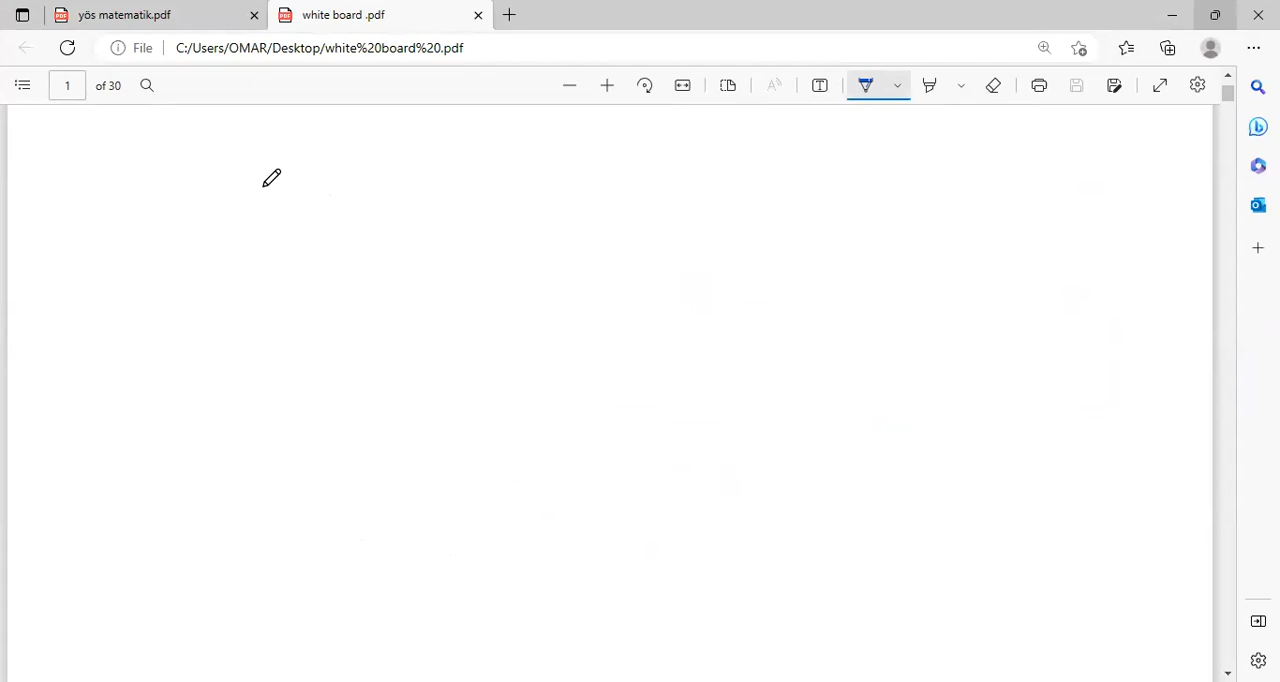 yös matematik.pdf
white board .pdf
File
C:/Users/OMAR/Desktop/white%20board%20.pdf
1
of 30